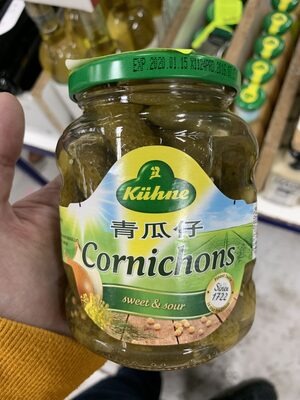 EXP.2020.01.15
Kühne
青瓜仔
Cornichons
sweet & sour
Since
1722